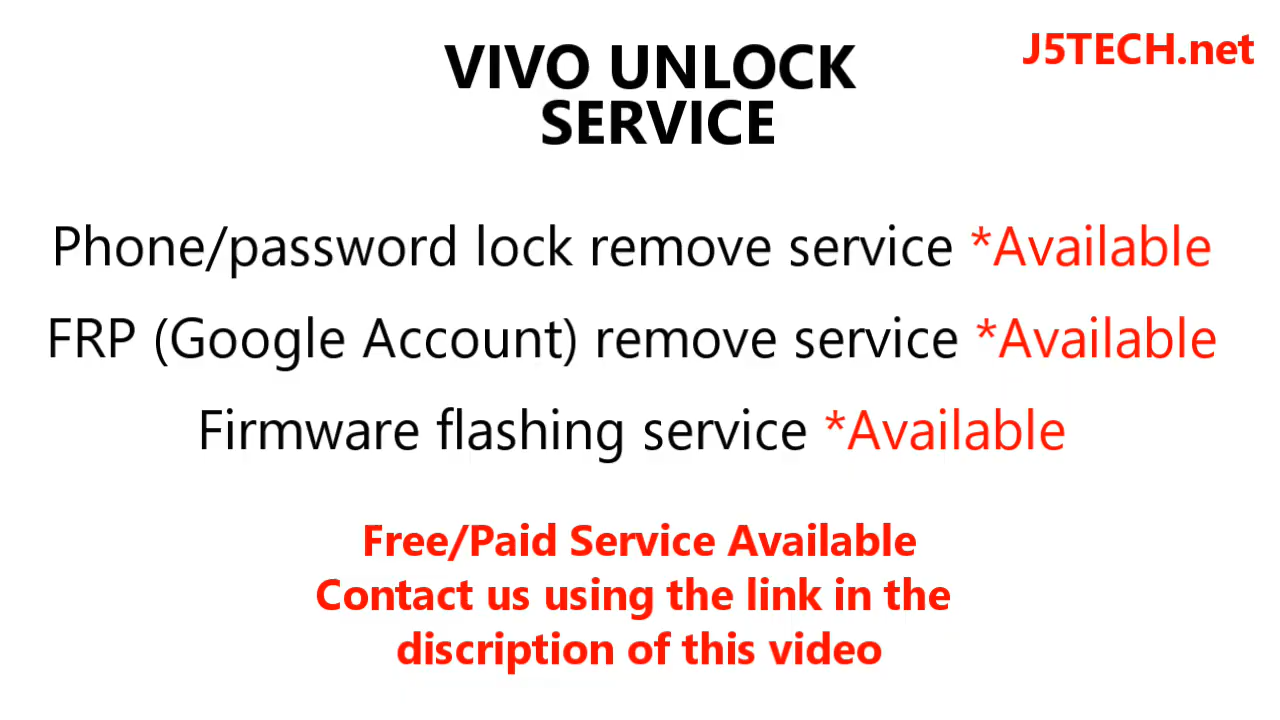 VIVO UNLOCK
SERVICE
J5TECH.net
Phone/password lock remove service *Available
FRP (Google Account) remove service *Available
Firmware flashing service *Available
Free/Paid Service Available
Contact us using the link in the
discription of this video